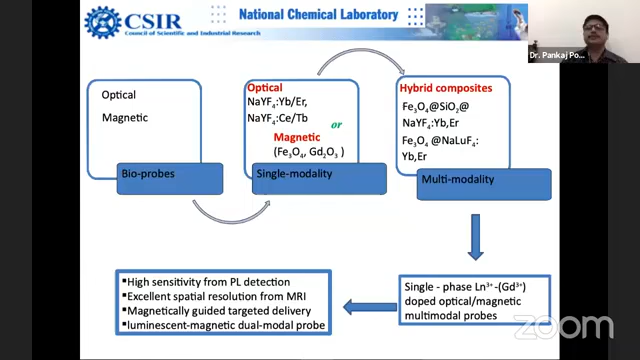 CSIR
Council of Scientific and Industrial Research
National Chemical Laboratory
Dr. Pankaj Po...
Optical
Magnetic
Bio-probes
Optical
NaYF₄:Yb/Er,
NaYF₄:Ce/Tb
or
Magnetic
(Fe₃O₄, Gd₂O₃ )
Single-modality
Hybrid composites
Fe₃O₄@SiO₂@
NaYF₄:Yb,Er
Fe₃O₄ @NaLuF₄:
Yb,Er
Multi-modality
Single - phase Ln³⁺-(Gd³⁺)
doped optical/magnetic
multimodal probes
•High sensitivity from PL detection
•Excellent spatial resolution from MRI
•Magnetically guided targeted delivery
•luminescent-magnetic dual-modal probe
zoom